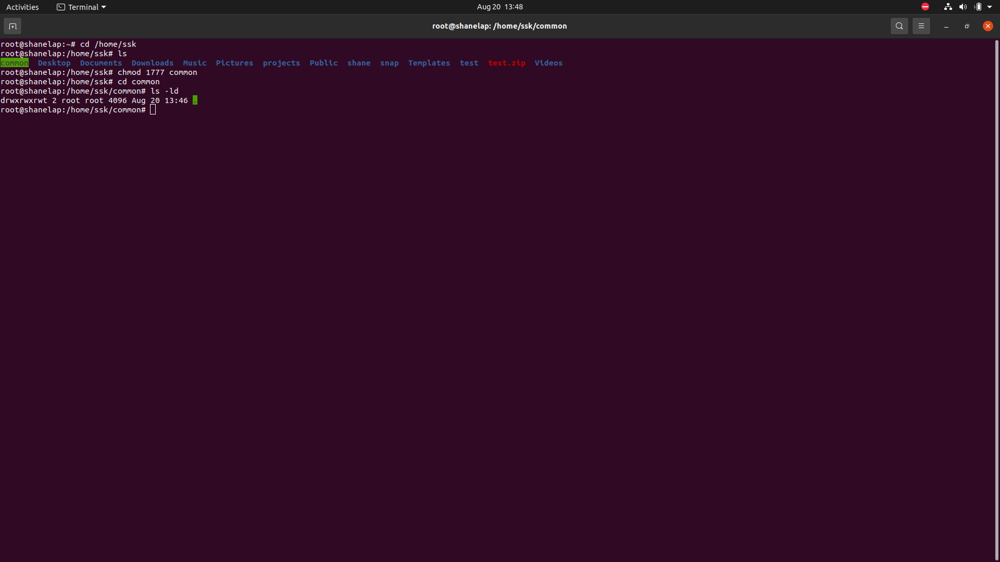 Activities Terminal Aug 20 13:48
root@shanelap: /home/ssk/common
root@shanelap:~# cd /home/ssk
root@shanelap:/home/ssk# ls
common Desktop Documents Downloads Music Pictures projects Public shane snap Templates test test.zip Videos
root@shanelap:/home/ssk# chmod 1777 common
root@shanelap:/home/ssk# cd common
root@shanelap:/home/ssk/common# ls -ld
drwxrwxrwt 2 root root 4096 Aug 20 13:46 .
root@shanelap:/home/ssk/common#